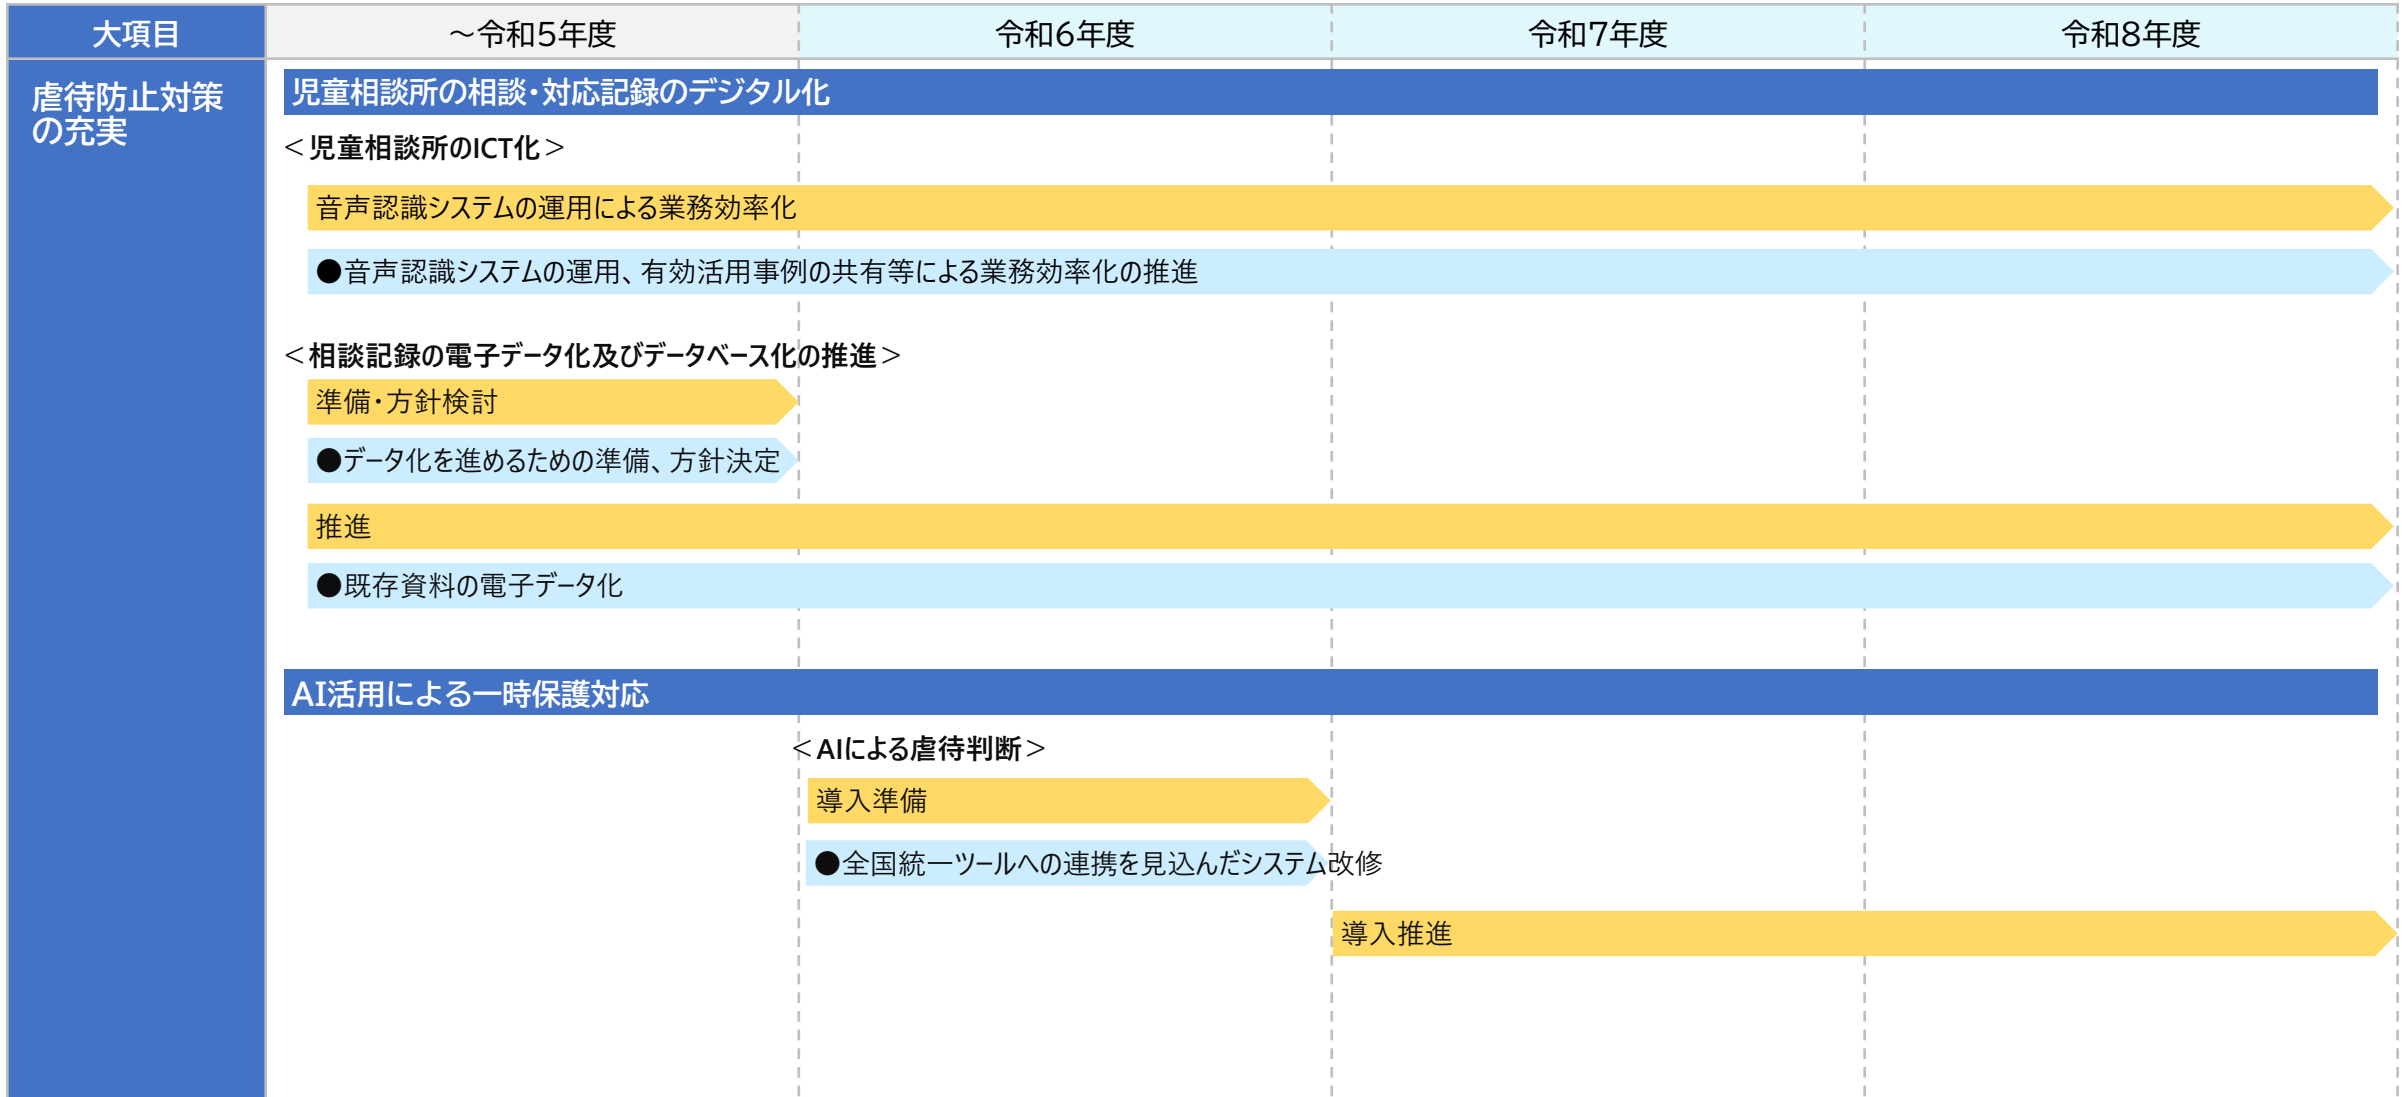 大項目
～令和5年度
令和6年度
令和7年度
令和8年度
虐待防止対策
の充実
児童相談所の相談・対応記録のデジタル化
＜児童相談所のICT化＞
音声認識システムの運用による業務効率化
●音声認識システムの運用、有効活用事例の共有等による業務効率化の推進
＜相談記録の電子データ化及びデータベース化の推進＞
準備・方針検討
●データ化を進めるための準備、方針決定
推進
●既存資料の電子データ化
AI活用による一時保護対応
＜AIによる虐待判断＞
導入準備
●全国統一ツールへの連携を見込んだシステム改修
導入推進